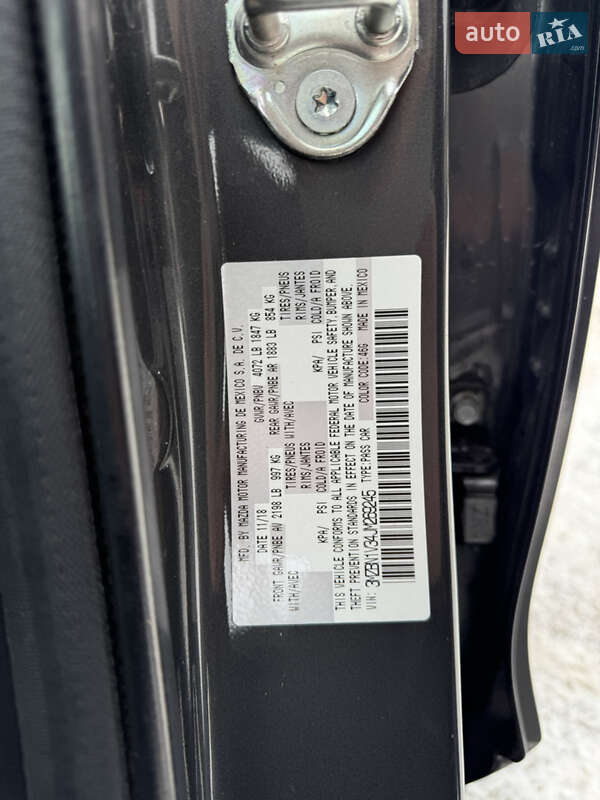 auto RIA.com
MFD. BY MAZDA MOTOR MANUFACTURING DE MEXICO S.A. DE C.V.
DATE 11/18 GVWR/PNBV 4072 LB 1847 KG
FRONT GAWR/PNBE AV 2198 LB 997 KG REAR GAWR/PNBE AR 1883 LB 854 KG
WITH/AVEC TIRES/PNEUS WITH/AVEC TIRES/PNEUS
RIMS/JANTES RIMS/JANTES
KPA/ PSI COLD/A FROID KPA/ PSI COLD/A FROID
THIS VEHICLE CONFORMS TO ALL APPLICABLE FEDERAL MOTOR VEHICLE SAFETY,BUMPER,AND
THEFT PREVENTION STANDARDS IN EFFECT ON THE DATE OF MANUFACTURE SHOWN ABOVE.
VIN: 3MZBN1V34JM269245 TYPE:PASS CAR COLOR CODE/46G MADE IN MEXICO